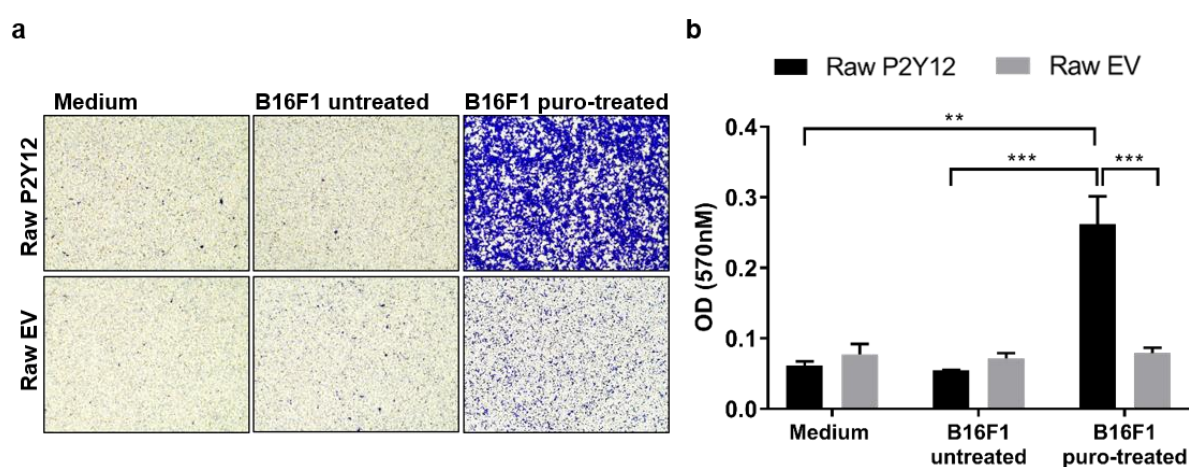 a
Medium B16F1 untreated B16F1 puro-treated
Raw P2Y12
Raw EV
b
Raw P2Y12 Raw EV
OD (570nM)
0.4
0.3
0.2
0.1
0.0
**
*** ***
Medium B16F1 untreated B16F1 puro-treated